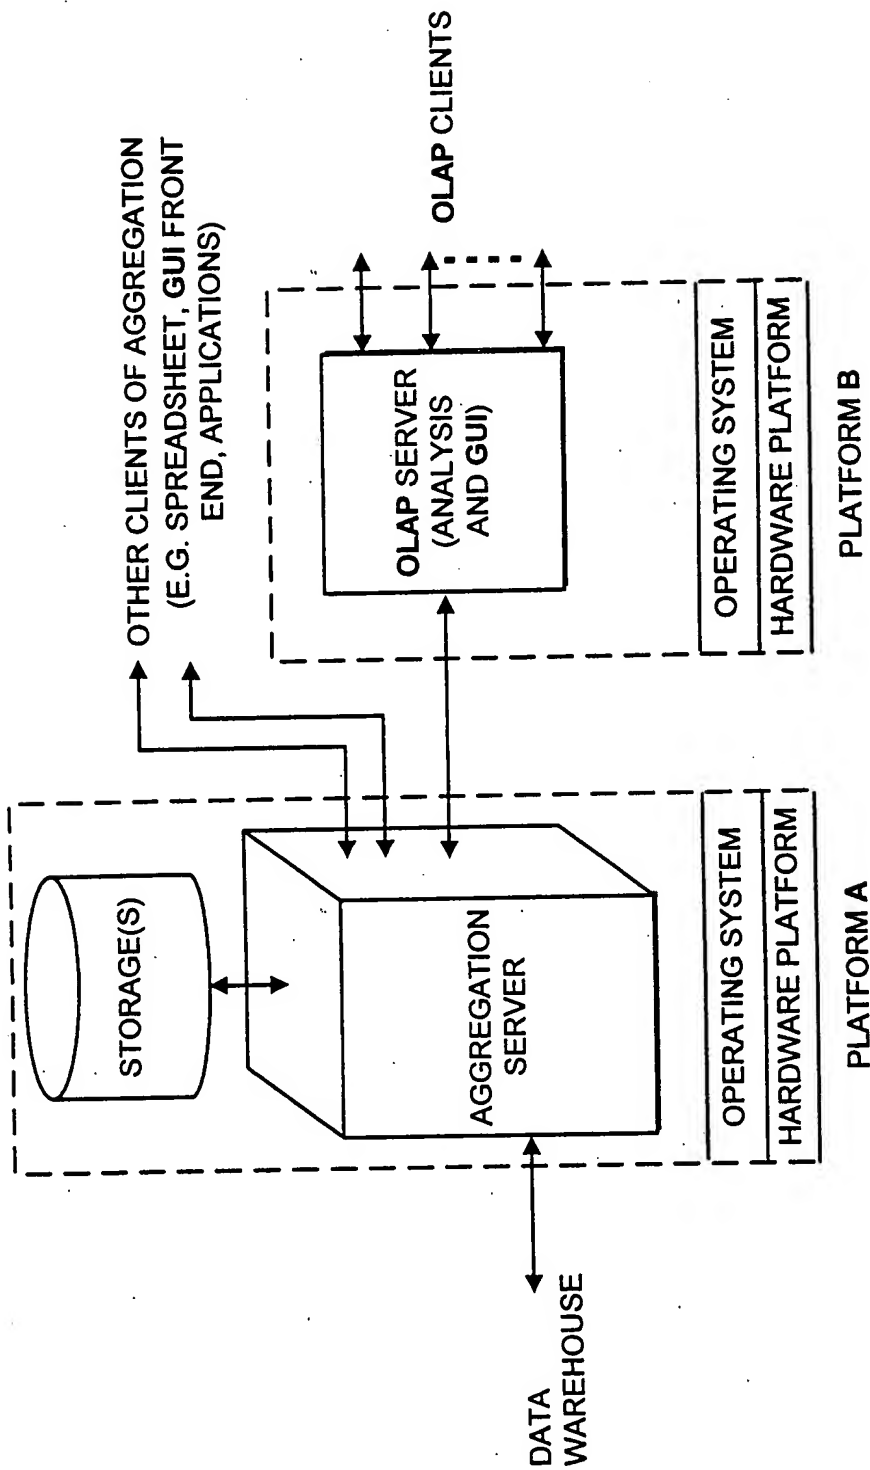 OTHER CLIENTS OF AGGREGATION
(E.G. SPREADSHEET, GUI FRONT
END, APPLICATIONS)
STORAGE(S)
AGGREGATION
SERVER
OPERATING SYSTEM
HARDWARE PLATFORM
PLATFORM A
DATA
WAREHOUSE
OLAP SERVER
(ANALYSIS
AND GUI)
OPERATING SYSTEM
HARDWARE PLATFORM
PLATFORM B
OLAP CLIENTS